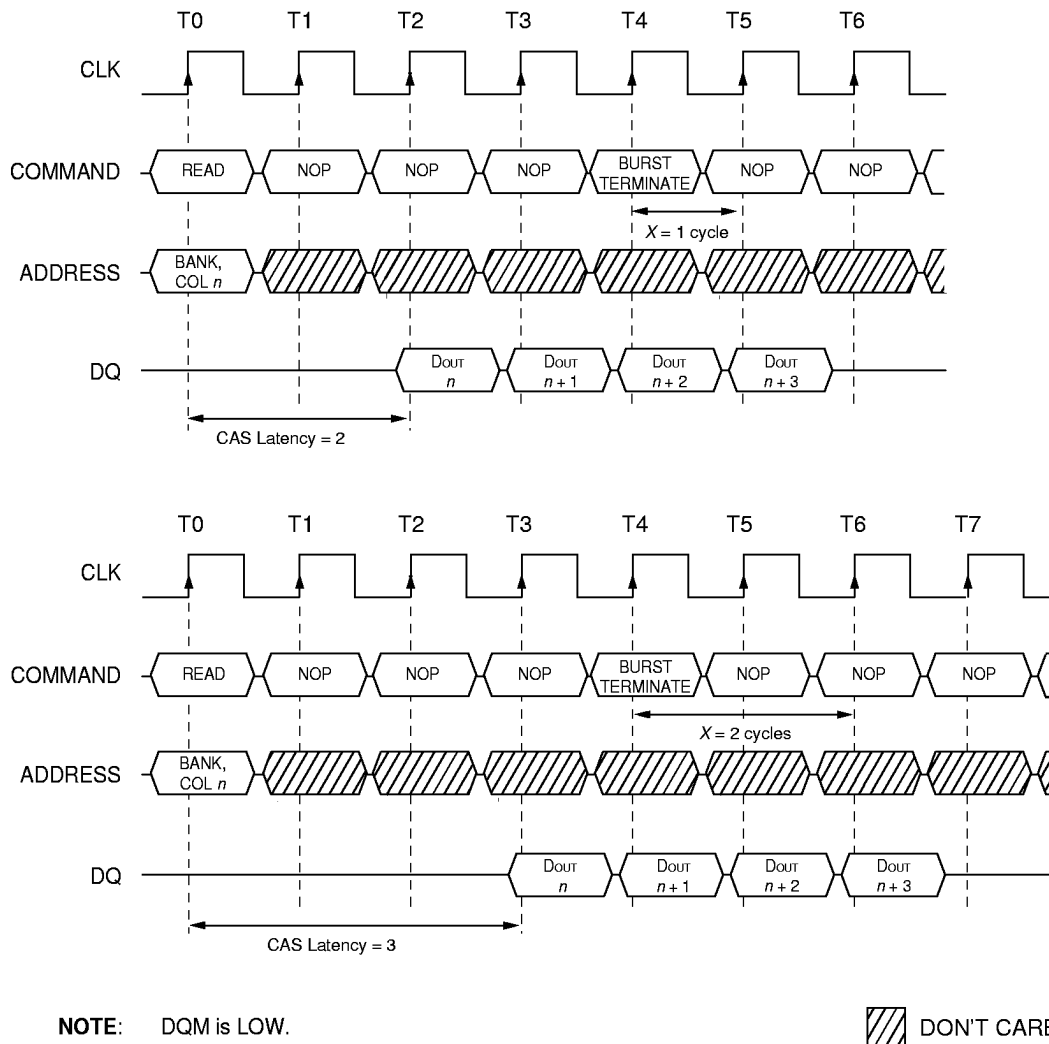 T0 T1 T2 T3 T4 T5 T6
CLK
COMMAND READ NOP NOP NOP BURST TERMINATE NOP NOP
X = 1 cycle
ADDRESS BANK, COL n
DQ DOUT n DOUT n + 1 DOUT n + 2 DOUT n + 3
CAS Latency = 2
T0 T1 T2 T3 T4 T5 T6 T7
CLK
COMMAND READ NOP NOP NOP BURST TERMINATE NOP NOP NOP
X = 2 cycles
ADDRESS BANK, COL n
DQ DOUT n DOUT n + 1 DOUT n + 2 DOUT n + 3
CAS Latency = 3
NOTE: DQM is LOW. DON'T CARE